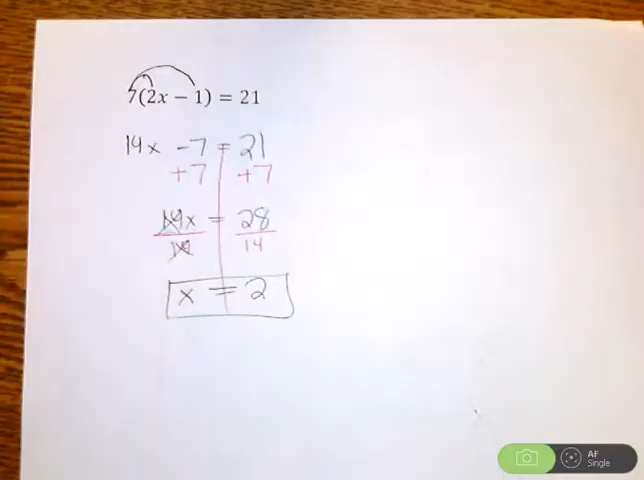 7(2x − 1) = 21
14x -7 = 21
+7 +7
14x = 28
14 14
x = 2
AF
Single